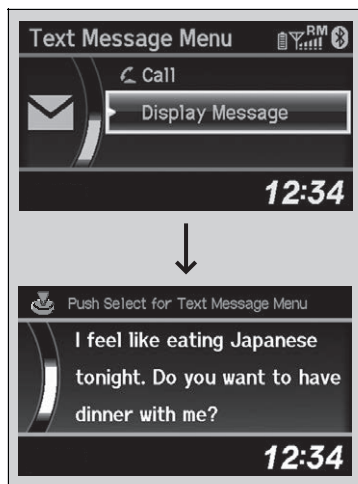 Text Message Menu RM
Call
Display Message
12:34
Push Select for Text Message Menu
I feel like eating Japanese
tonight. Do you want to have
dinner with me?
12:34